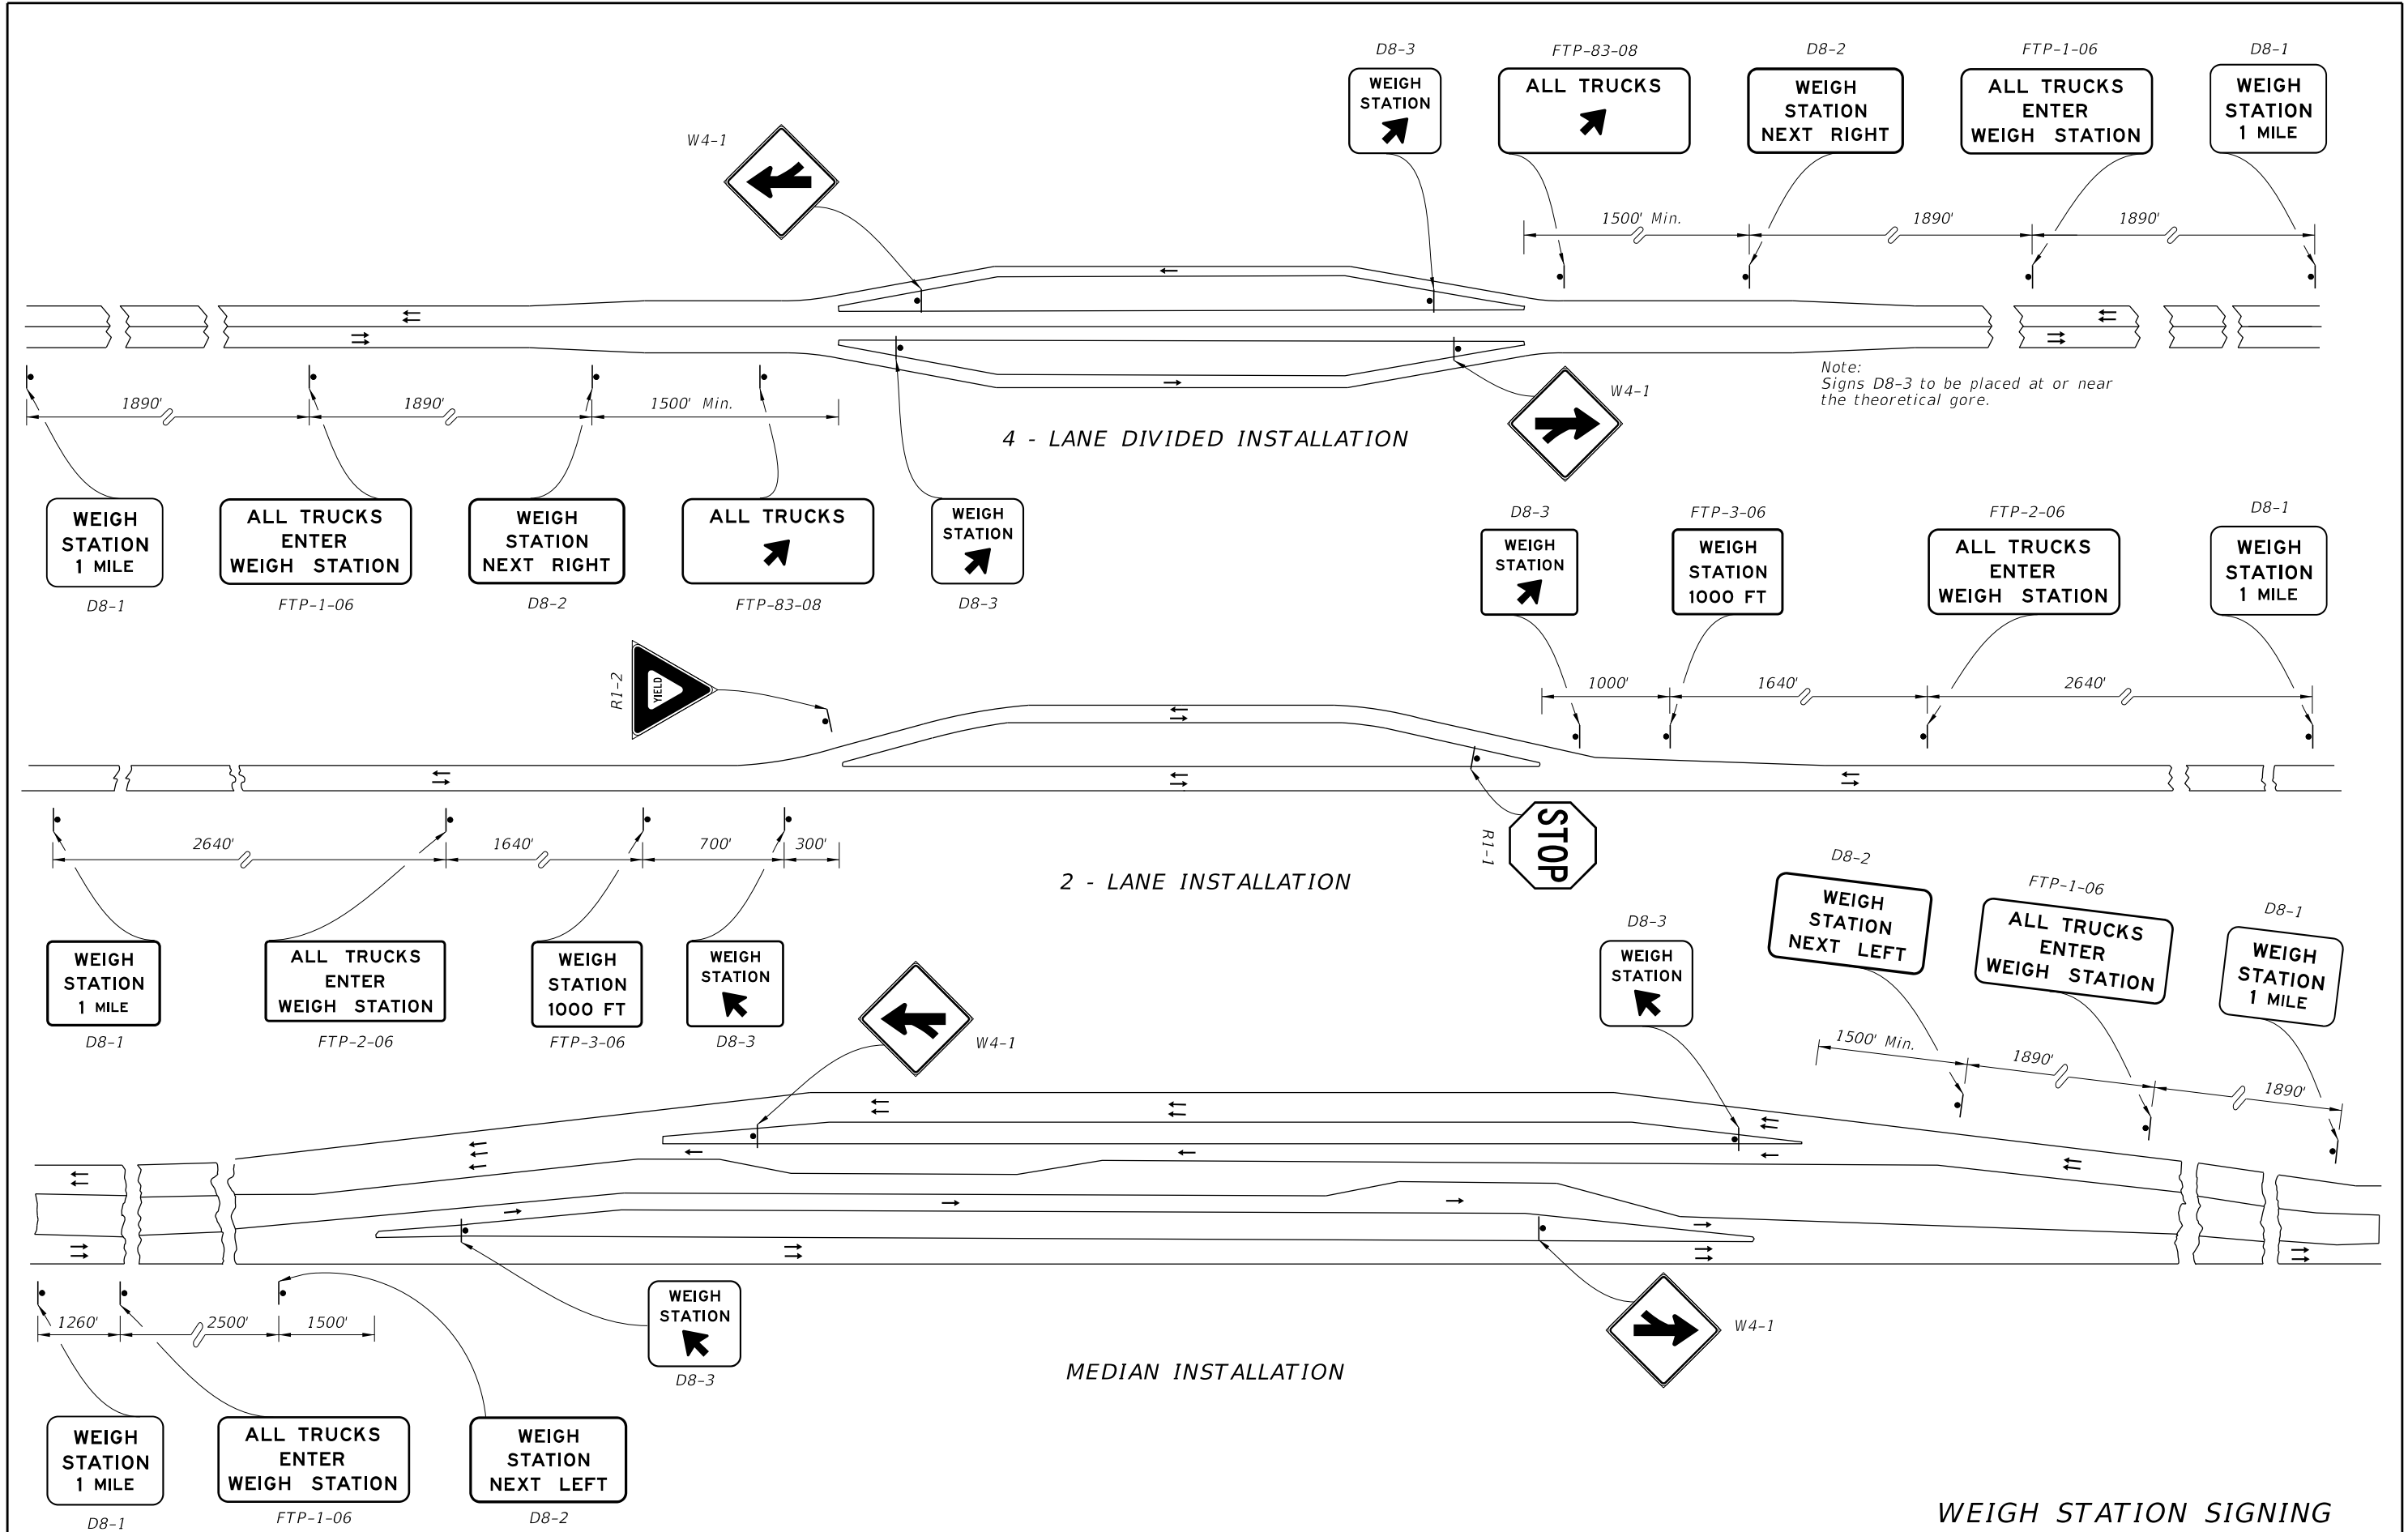 D8-3
FTP-83-08
D8-2
FTP-1-06
D8-1
WEIGH
STATION
ALL TRUCKS
WEIGH
STATION
NEXT RIGHT
ALL TRUCKS
ENTER
WEIGH STATION
WEIGH
STATION
1 MILE
W4-1
1500' Min.
1890'
1890'
Note:
Signs D8-3 to be placed at or near
the theoretical gore.
W4-1
1890'
1890'
1500' Min.
4 - LANE DIVIDED INSTALLATION
WEIGH
STATION
1 MILE
D8-1
ALL TRUCKS
ENTER
WEIGH STATION
FTP-1-06
WEIGH
STATION
NEXT RIGHT
D8-2
ALL TRUCKS
FTP-83-08
WEIGH
STATION
D8-3
D8-3
FTP-3-06
FTP-2-06
D8-1
WEIGH
STATION
WEIGH
STATION
1000 FT
ALL TRUCKS
ENTER
WEIGH STATION
WEIGH
STATION
1 MILE
R1-2
YIELD
1000'
1640'
2640'
STOP
R1-1
2640'
1640'
700'
300'
2 - LANE INSTALLATION
WEIGH
STATION
1 MILE
D8-1
ALL TRUCKS
ENTER
WEIGH STATION
FTP-2-06
WEIGH
STATION
1000 FT
FTP-3-06
WEIGH
STATION
D8-3
W4-1
D8-3
WEIGH
STATION
D8-2
WEIGH
STATION
NEXT LEFT
FTP-1-06
ALL TRUCKS
ENTER
WEIGH STATION
D8-1
WEIGH
STATION
1 MILE
1500' Min.
1890'
1890'
1260'
2500'
1500'
WEIGH
STATION
D8-3
W4-1
MEDIAN INSTALLATION
WEIGH
STATION
1 MILE
D8-1
ALL TRUCKS
ENTER
WEIGH STATION
FTP-1-06
WEIGH
STATION
NEXT LEFT
D8-2
WEIGH STATION SIGNING